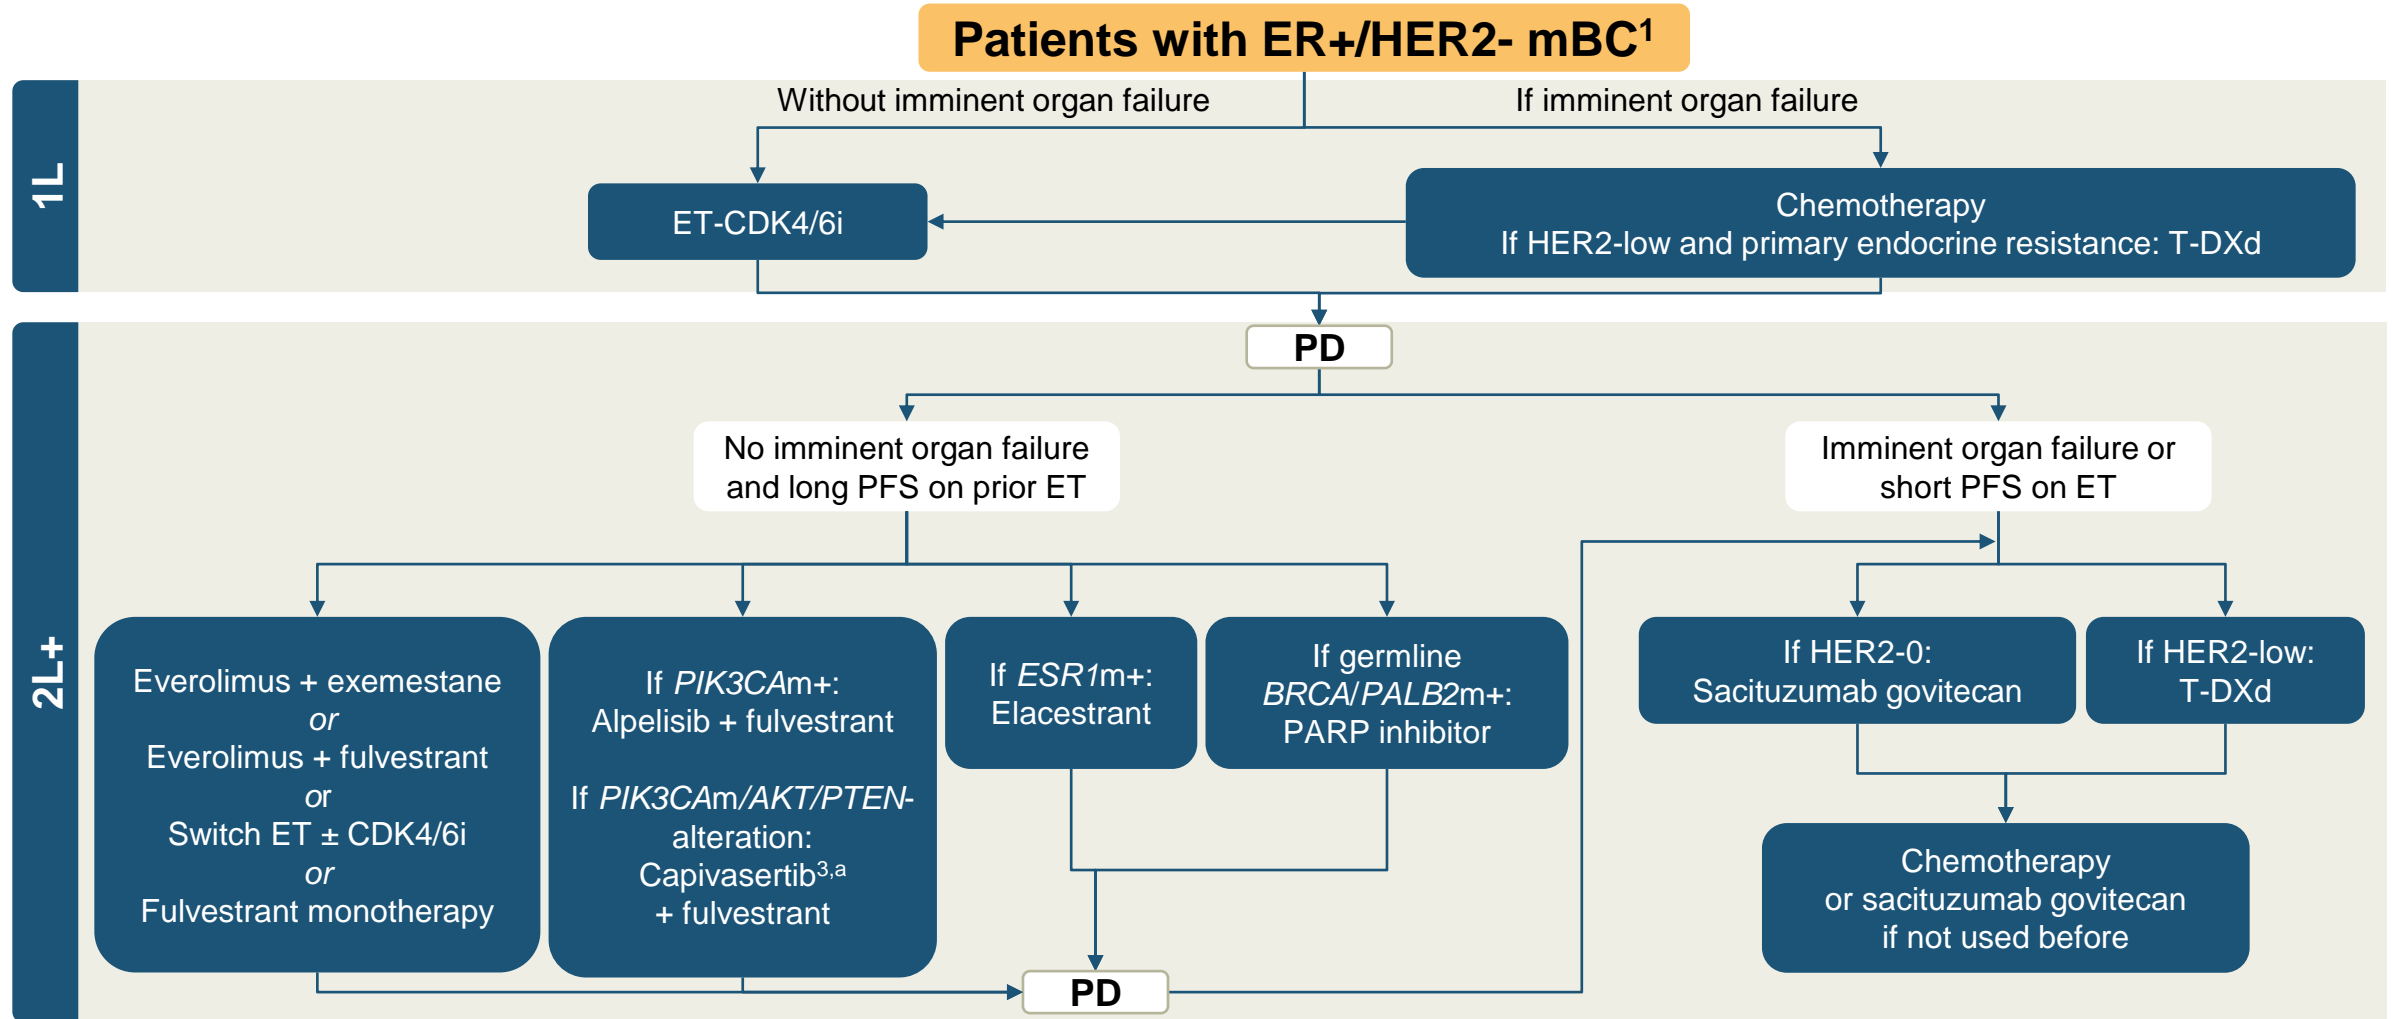 Patients with ER+/HER2- mBC1
Without imminent organ failure
If imminent organ failure
1L
ET-CDK4/6i
Chemotherapy
If HER2-low and primary endocrine resistance: T-DXd
PD
2L+
No imminent organ failure
and long PFS on prior ET
Imminent organ failure or
short PFS on ET
Everolimus + exemestane
or
Everolimus + fulvestrant
or
Switch ET ± CDK4/6i
or
Fulvestrant monotherapy
If PIK3CAm+:
Alpelisib + fulvestrant
If PIK3CAm/AKT/PTEN-
alteration:
Capivasertib3,a
+ fulvestrant
If ESR1m+:
Elacestrant
If germline
BRCA/PALB2m+:
PARP inhibitor
If HER2-0:
Sacituzumab govitecan
If HER2-low:
T-DXd
Chemotherapy
or sacituzumab govitecan
if not used before
PD